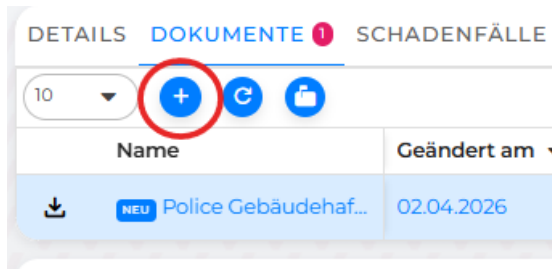 DETAILS DOKUMENTE 1 SCHADENFÄLLE
10
Name Geändert am
NEU Police Gebäudehaf... 02.04.2026